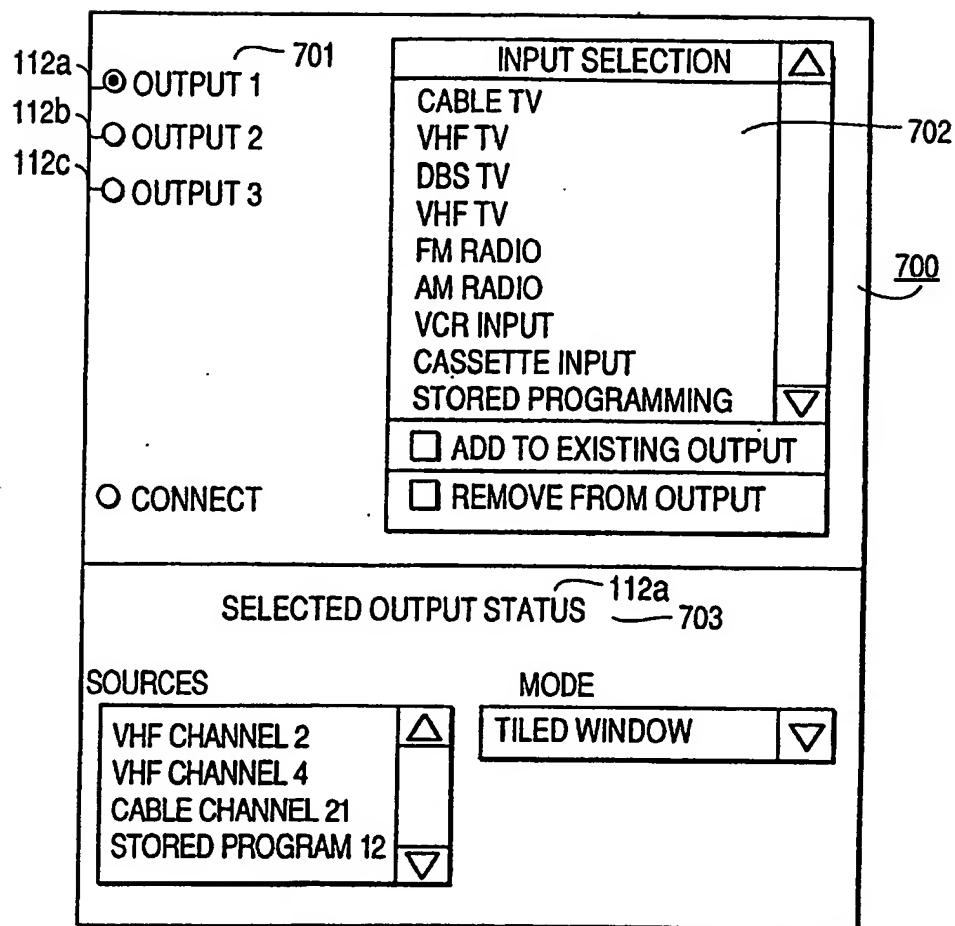 701
112a OUTPUT 1
112b OUTPUT 2
112c OUTPUT 3
CONNECT
INPUT SELECTION
CABLE TV
VHF TV
702
DBS TV
VHF TV
FM RADIO
700
AM RADIO
VCR INPUT
CASSETTE INPUT
STORED PROGRAMMING
ADD TO EXISTING OUTPUT
REMOVE FROM OUTPUT
112a
SELECTED OUTPUT STATUS 703
SOURCES
VHF CHANNEL 2
VHF CHANNEL 4
CABLE CHANNEL 21
STORED PROGRAM 12
MODE
TILED WINDOW